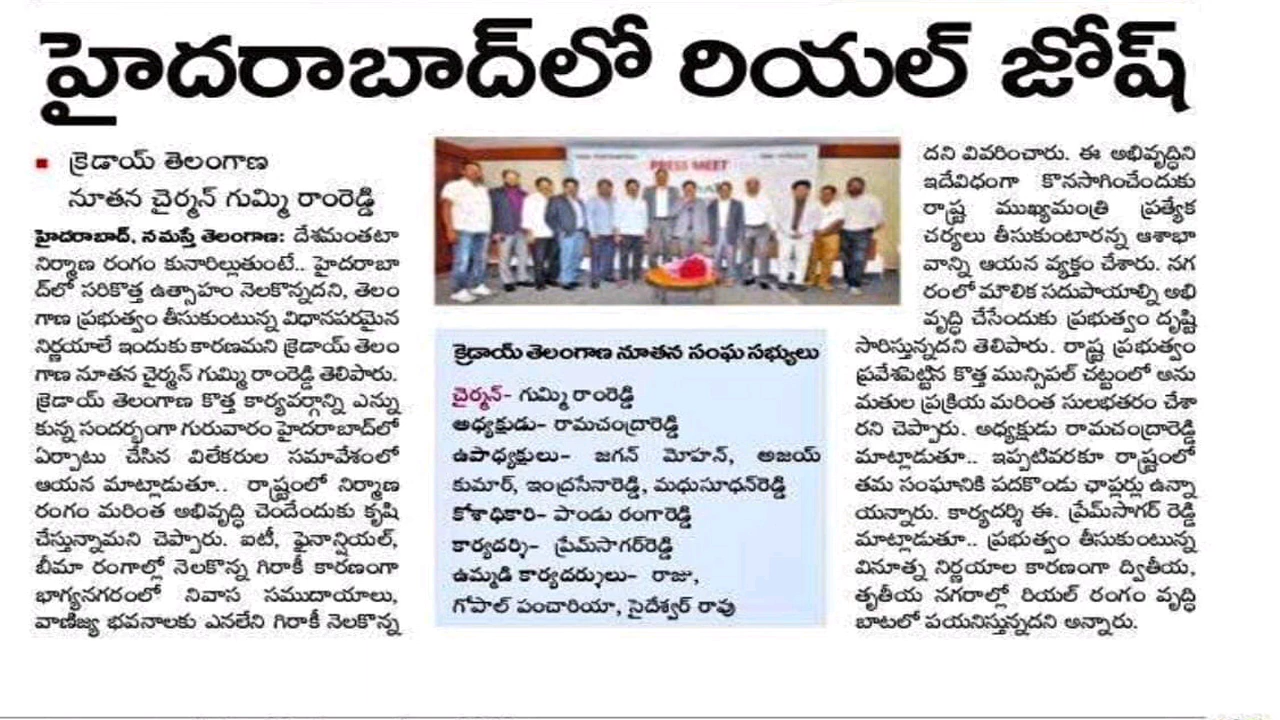 హైదరాబాద్‌లో రియల్ జోష్
క్రెడాయ్ తెలంగాణ
నూతన చైర్మన్ గుమ్మి రాంరెడ్డి
హైదరాబాద్, నమస్తే తెలంగాణ: దేశమంతటా
నిర్మాణ రంగం కునారిల్లుతుంటే.. హైదరాబా
ద్‌లో సరికొత్త ఉత్సాహం నెలకొన్నదని, తెలం
గాణ ప్రభుత్వం తీసుకుంటున్న విధానపరమైన
నిర్ణయాలే ఇందుకు కారణమని క్రెడాయ్ తెలం
గాణ నూతన చైర్మన్ గుమ్మి రాంరెడ్డి తెలిపారు.
క్రెడాయ్ తెలంగాణ కొత్త కార్యవర్గాన్ని ఎన్ను
కున్న సందర్భంగా గురువారం హైదరాబాద్‌లో
ఏర్పాటు చేసిన విలేకరుల సమావేశంలో
ఆయన మాట్లాడుతూ.. రాష్ట్రంలో నిర్మాణ
రంగం మరింత అభివృద్ధి చెందేందుకు కృషి
చేస్తున్నామని చెప్పారు. ఐటీ, ఫైనాన్షియల్,
బీమా రంగాల్లో నెలకొన్న గిరాకీ కారణంగా
భాగ్యనగరంలో నివాస సముదాయాలు,
వాణిజ్య భవనాలకు ఎనలేని గిరాకీ నెలకొన్న
PRESS MEET
క్రెడాయ్ తెలంగాణ నూతన సంఘ సభ్యులు
చైర్మన్- గుమ్మి రాంరెడ్డి
అధ్యక్షుడు- రామచంద్రారెడ్డి
ఉపాధ్యక్షులు- జగన్ మోహన్, అజయ్
కుమార్, ఇంద్రసేనారెడ్డి, మధుసూధన్‌రెడ్డి
కోశాధికారి- పాండు రంగారెడ్డి
కార్యదర్శి- ప్రేమ్‌సాగర్‌రెడ్డి
ఉమ్మడి కార్యదర్శులు- రాజు,
గోపాల్ పంచారియా, సైదేశ్వర్ రావు
దని వివరించారు. ఈ అభివృద్ధిని
ఇదేవిధంగా కొనసాగించేందుకు
రాష్ట్ర ముఖ్యమంత్రి ప్రత్యేక
చర్యలు తీసుకుంటారన్న ఆశాభా
వాన్ని ఆయన వ్యక్తం చేశారు. నగ
రంలో మౌలిక సదుపాయాల్ని అభి
వృద్ధి చేసేందుకు ప్రభుత్వం దృష్టి
సారిస్తున్నదని తెలిపారు. రాష్ట్ర ప్రభుత్వం
ప్రవేశపెట్టిన కొత్త మున్సిపల్ చట్టంలో అను
మతుల ప్రక్రియ మరింత సులభతరం చేశా
రని చెప్పారు. అధ్యక్షుడు రామచంద్రారెడ్డి
మాట్లాడుతూ.. ఇప్పటివరకూ రాష్ట్రంలో
తమ సంఘానికి పదకొండు ఛాప్టర్లు ఉన్నా
యన్నారు. కార్యదర్శి ఈ. ప్రేమ్‌సాగర్ రెడ్డి
మాట్లాడుతూ.. ప్రభుత్వం తీసుకుంటున్న
వినూత్న నిర్ణయాల కారణంగా ద్వితీయ,
తృతీయ నగరాల్లో రియల్ రంగం వృద్ధి
బాటలో పయనిస్తున్నదని అన్నారు.